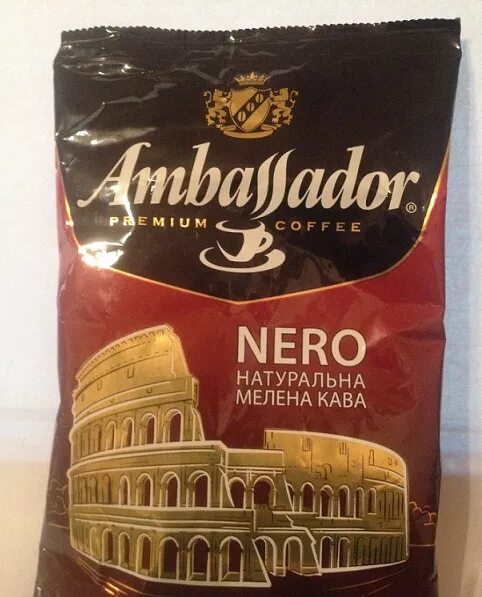 Ambassador®
PREMIUM COFFEE
NERO
НАТУРАЛЬНА
МЕЛЕНА КАВА